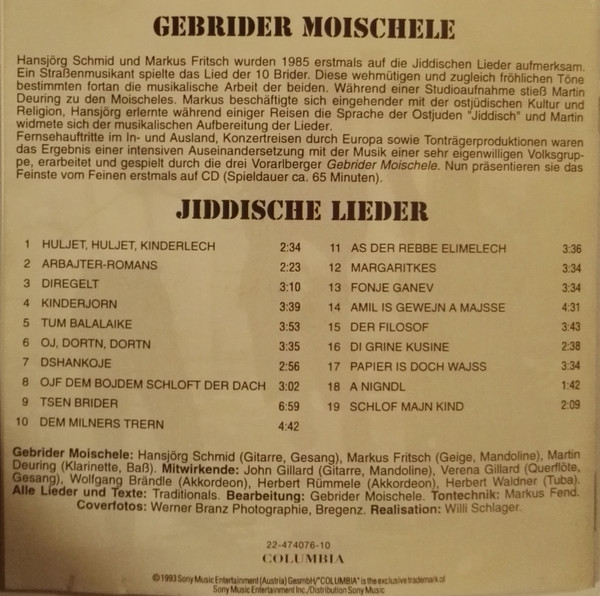 GEBRIDER MOISCHELE
Hansjörg Schmid und Markus Fritsch wurden 1985 erstmals auf die Jiddischen Lieder aufmerksam.
Ein Straßenmusikant spielte das Lied der 10 Brider. Diese wehmütigen und zugleich fröhlichen Töne
bestimmten fortan die musikalische Arbeit der beiden. Während einer Studioaufnahme stieß Martin
Deuring zu den Moischeles. Markus beschäftigte sich eingehender mit der ostjüdischen Kultur und
Religion, Hansjörg erlernte während einiger Reisen die Sprache der Ostjuden "Jiddisch" und Martin
widmete sich der musikalischen Aufbereitung der Lieder.
Fernsehauftritte im In- und Ausland, Konzertreisen durch Europa sowie Tonträgerproduktionen waren
das Ergebnis einer intensiven Auseinandersetzung mit der Musik einer sehr eigenwilligen Volksgrup-
pe, erarbeitet und gespielt durch die drei Vorarlberger Gebrider Moischele. Nun präsentieren sie das
Feinste vom Feinen erstmals auf CD (Spieldauer ca. 65 Minuten).
JIDDISCHE LIEDER
1 HULJET, HULJET, KINDERLECH 2:34
2 ARBAJTER-ROMANS 2:23
3 DIREGELT 3:10
4 KINDERJORN 3:39
5 TUM BALALAIKE 3:53
6 OJ, DORTN, DORTN 3:35
7 DSHANKOJE 2:56
8 OJF DEM BOJDEM SCHLOFT DER DACH 3:02
9 TSEN BRIDER 6:59
10 DEM MILNERS TRERN 4:42
11 AS DER REBBE ELIMELECH 3:36
12 MARGARITKES 3:34
13 FONJE GANEV 3:34
14 AMIL IS GEWEJN A MAJSSE 4:31
15 DER FILOSOF 3:43
16 DI GRINE KUSINE 2:38
17 PAPIER IS DOCH WAJSS 3:34
18 A NIGNDL 1:42
19 SCHLOF MAJN KIND 2:09
Gebrider Moischele: Hansjörg Schmid (Gitarre, Gesang), Markus Fritsch (Geige, Mandoline), Martin
Deuring (Klarinette, Baß). Mitwirkende: John Gillard (Gitarre, Mandoline), Verena Gillard (Querflöte,
Gesang), Wolfgang Brändle (Akkordeon), Herbert Rümmele (Akkordeon), Herbert Waldner (Tuba).
Alle Lieder und Texte: Traditionals. Bearbeitung: Gebrider Moischele. Tontechnik: Markus Fend.
Coverfotos: Werner Branz Photographie, Bregenz. Realisation: Willi Schlager.
22-474076-10
COLUMBIA
©1993 Sony Music Entertainment (Austria) GesmbH/"COLUMBIA" is the exclusive trademark of
Sony Music Entertainment Inc./Distribution Sony Music